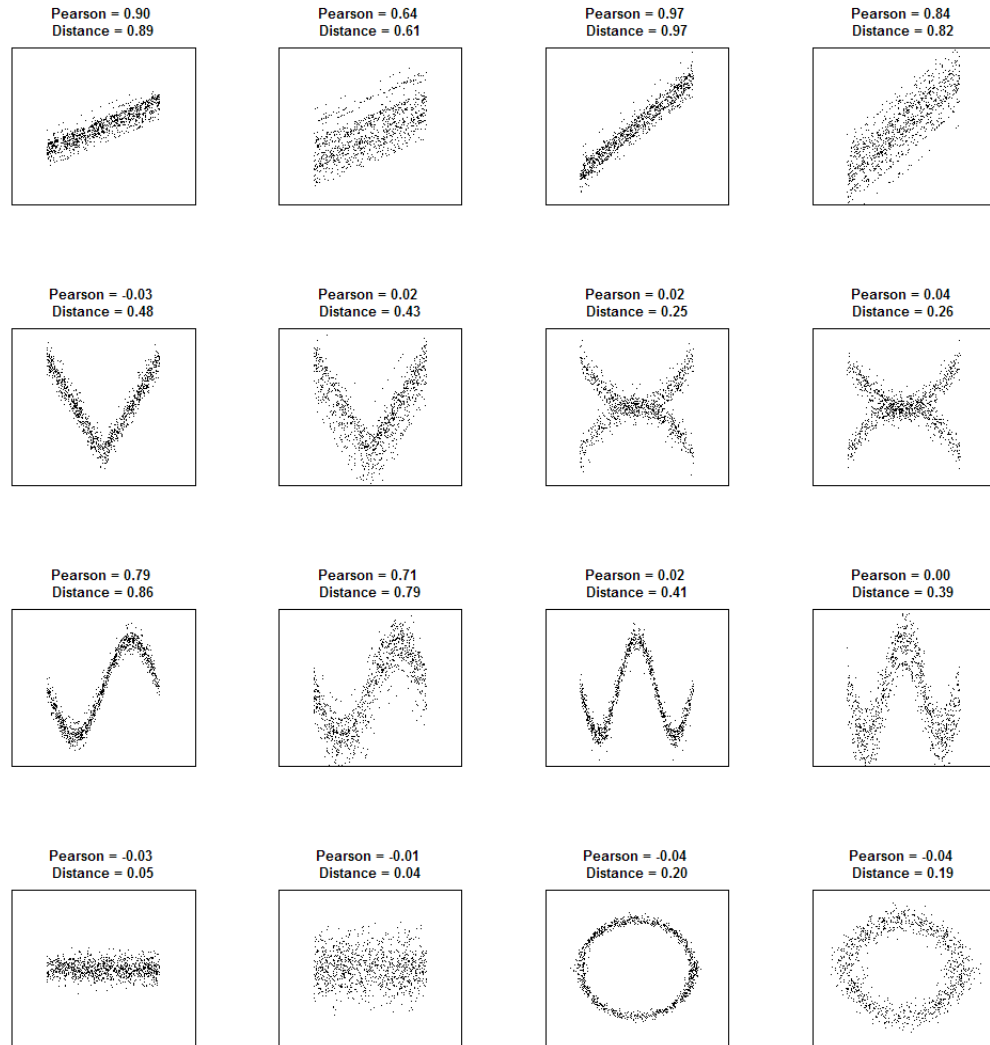 Pearson = 0.90
Distance = 0.89
Pearson = 0.64
Distance = 0.61
Pearson = 0.97
Distance = 0.97
Pearson = 0.84
Distance = 0.82
Pearson = -0.03
Distance = 0.48
Pearson = 0.02
Distance = 0.43
Pearson = 0.02
Distance = 0.25
Pearson = 0.04
Distance = 0.26
Pearson = 0.79
Distance = 0.86
Pearson = 0.71
Distance = 0.79
Pearson = 0.02
Distance = 0.41
Pearson = 0.00
Distance = 0.39
Pearson = -0.03
Distance = 0.05
Pearson = -0.01
Distance = 0.04
Pearson = -0.04
Distance = 0.20
Pearson = -0.04
Distance = 0.19